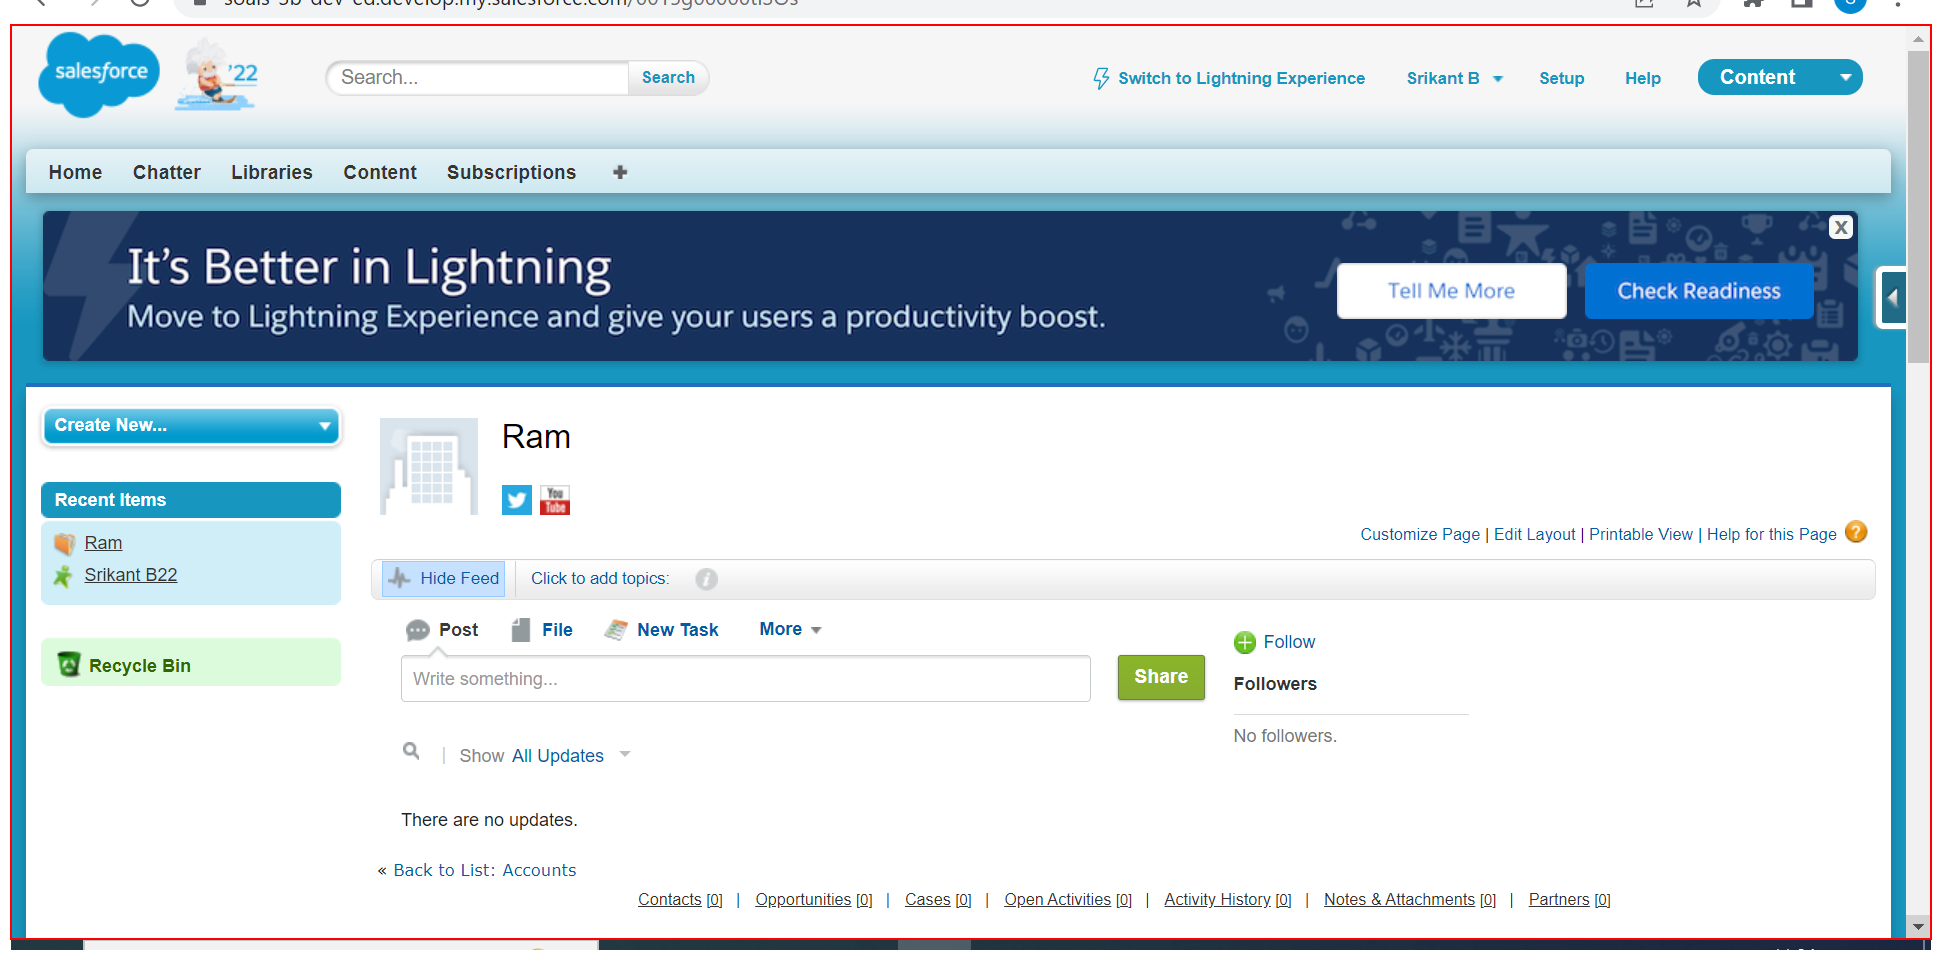 salesforce
'22
Search...
Search
Switch to Lightning Experience
Srikant B
Setup
Help
Content
Home
Chatter
Libraries
Content
Subscriptions
It's Better in Lightning
Move to Lightning Experience and give your users a productivity boost.
Tell Me More
Check Readiness
X
Create New...
Recent Items
Ram
Srikant B22
Recycle Bin
Ram
You
Tube
Customize Page | Edit Layout | Printable View | Help for this Page ?
Hide Feed
Click to add topics:
i
Post
File
New Task
More
Write something...
Share
Follow
Followers
No followers.
| Show All Updates
There are no updates.
« Back to List: Accounts
Contacts [0] | Opportunities [0] | Cases [0] | Open Activities [0] | Activity History [0] | Notes & Attachments [0] | Partners [0]